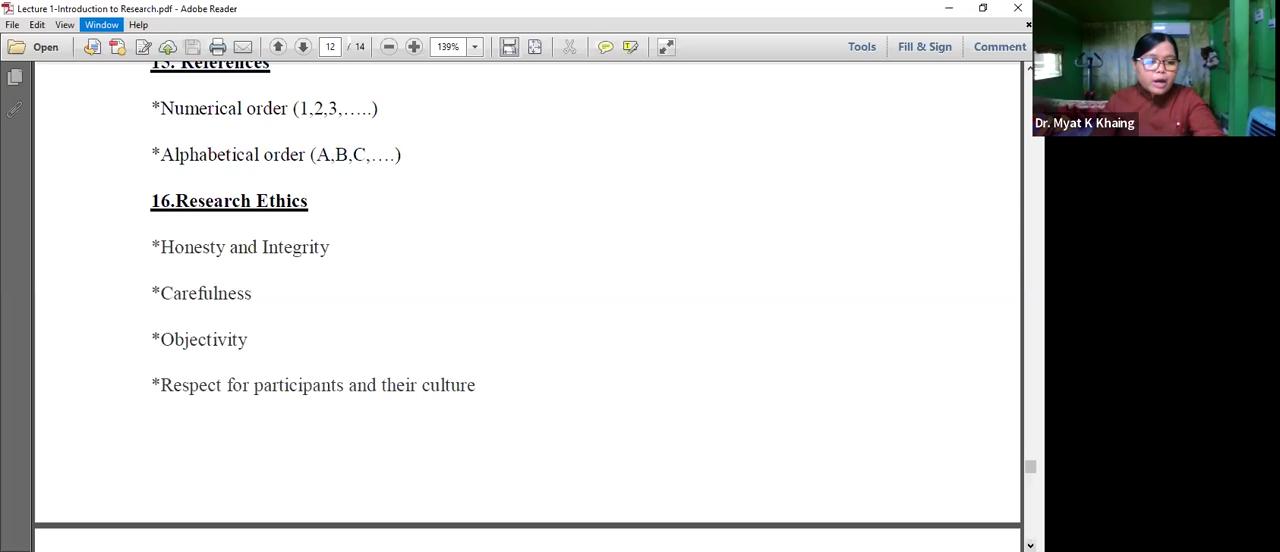 Lecture 1-Introduction to Research.pdf - Adobe Reader
File Edit View Window Help
Open 12 / 14 139% Tools Fill & Sign Comment
15. References
*Numerical order (1,2,3,…..)
*Alphabetical order (A,B,C,….)
16.Research Ethics
*Honesty and Integrity
*Carefulness
*Objectivity
*Respect for participants and their culture
Dr. Myat K Khaing